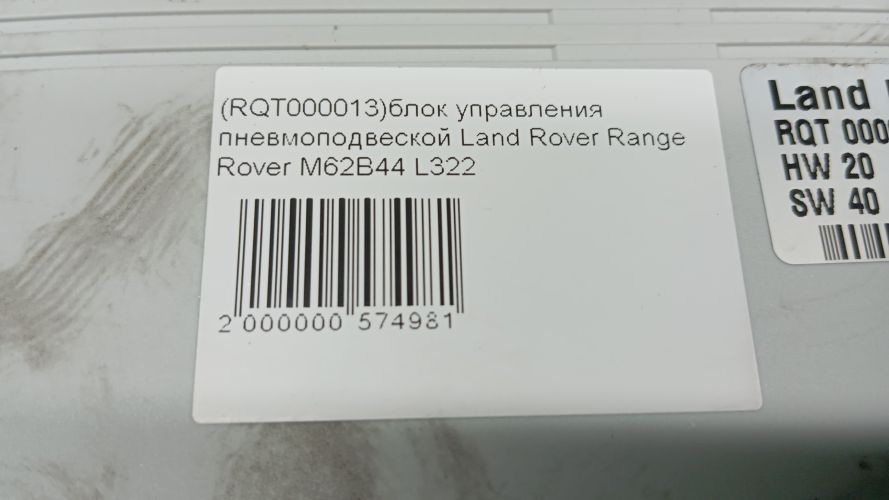 (RQT000013)блок управления
пневмоподвеской Land Rover Range
Rover M62B44 L322
2 000000 574981
Land
RQT 000
HW 20
SW 40